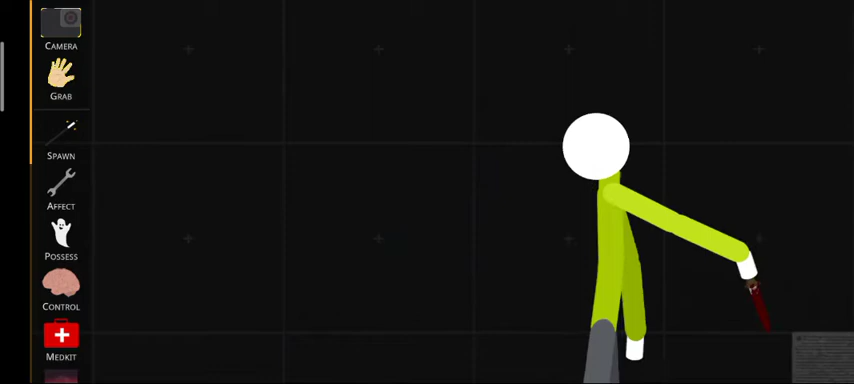 CAMERA
GRAB
SPAWN
AFFECT
POSSESS
CONTROL
MEDKIT